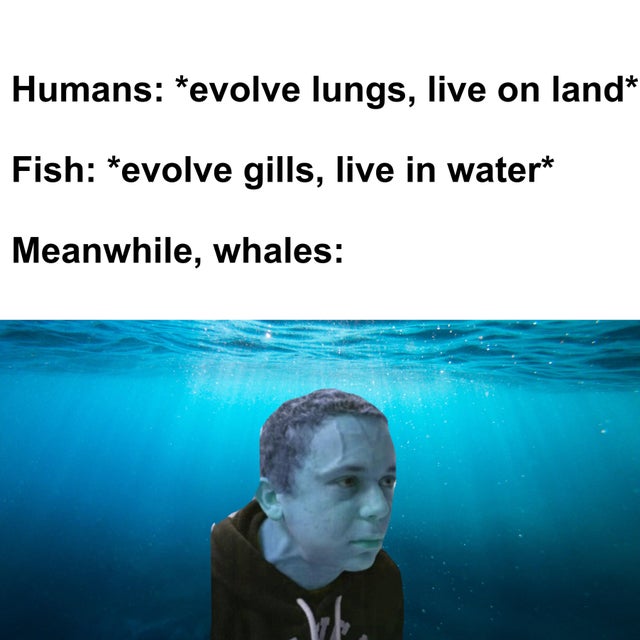 Humans: *evolve lungs, live on land*
Fish: *evolve gills, live in water*
Meanwhile, whales: